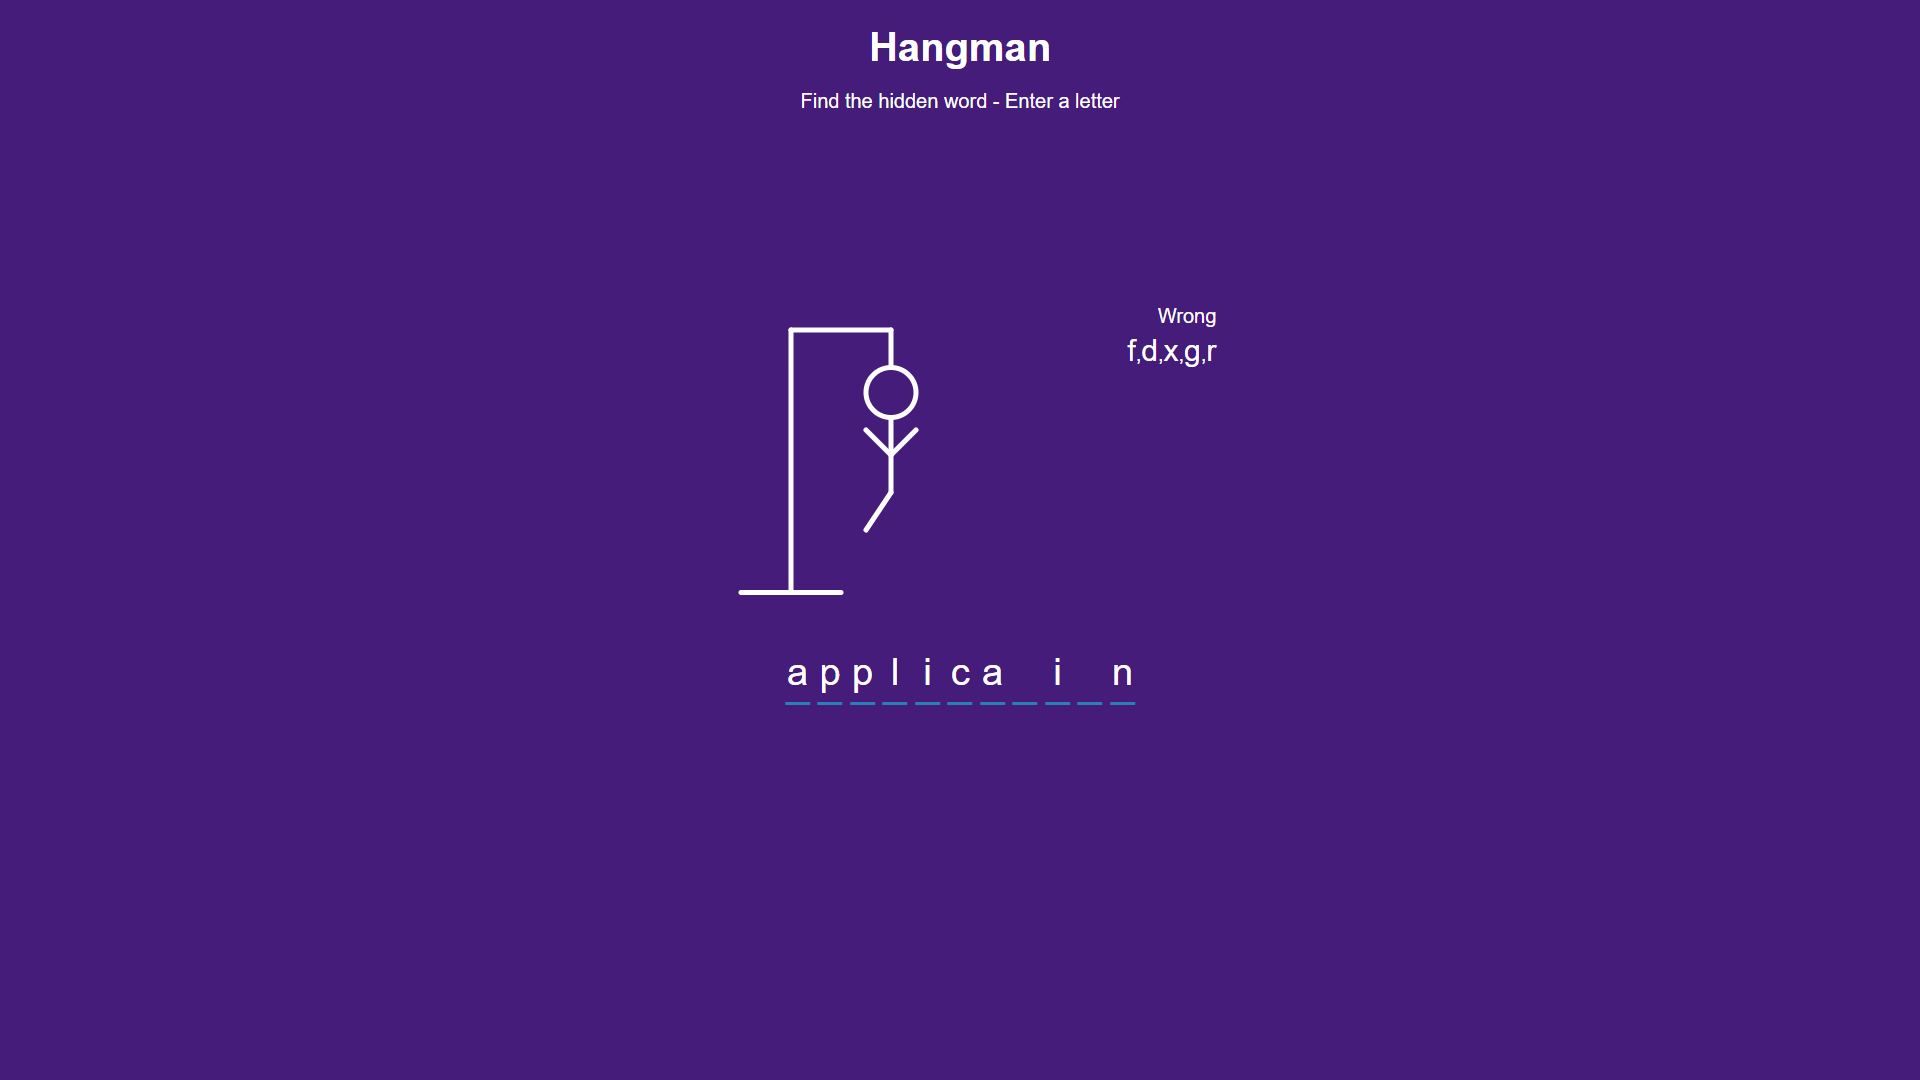 Hangman
Find the hidden word - Enter a letter
Wrong
f,d,x,g,r
a p p l i c a _ i _ n